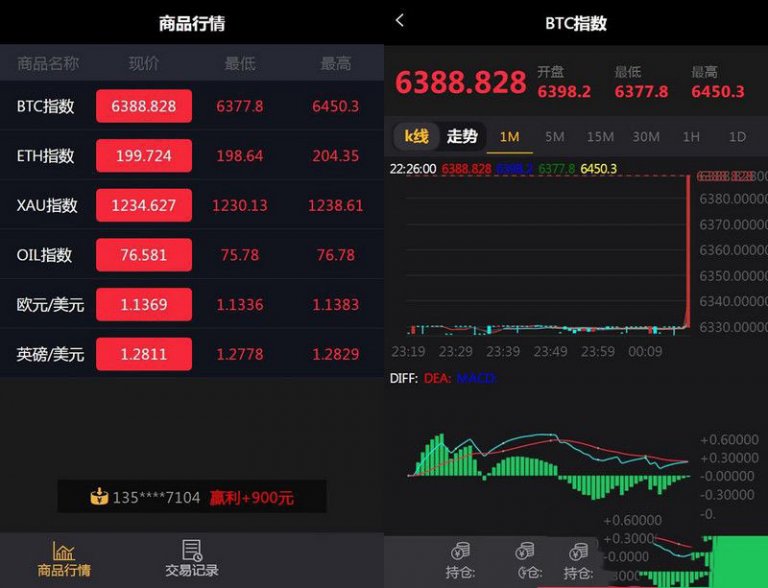 商品行情
商品名称 现价 最低 最高
BTC指数 6388.828 6377.8 6450.3
ETH指数 199.724 198.64 204.35
XAU指数 1234.627 1230.13 1238.61
OIL指数 76.581 75.78 76.78
欧元/美元 1.1369 1.1336 1.1383
英磅/美元 1.2811 1.2778 1.2829
135****7104 赢利+900元
商品行情 交易记录
BTC指数
6388.828
开盘 最低 最高
6398.2 6377.8 6450.3
k线 走势 1M 5M 15M 30M 1H 1D
22:26:00 6388.828 6398.2 6377.8 6450.3
6380.00000
6370.00000
6360.00000
6350.00000
6340.00000
6330.00000
23:19 23:29 23:39 23:49 23:59 00:09
DIFF: DEA: MACD:
+0.60000
+0.30000
-0.00000
-0.30000
-0.
+0.60000
+0.3000
-0.0000
持仓: 仓: 持仓: